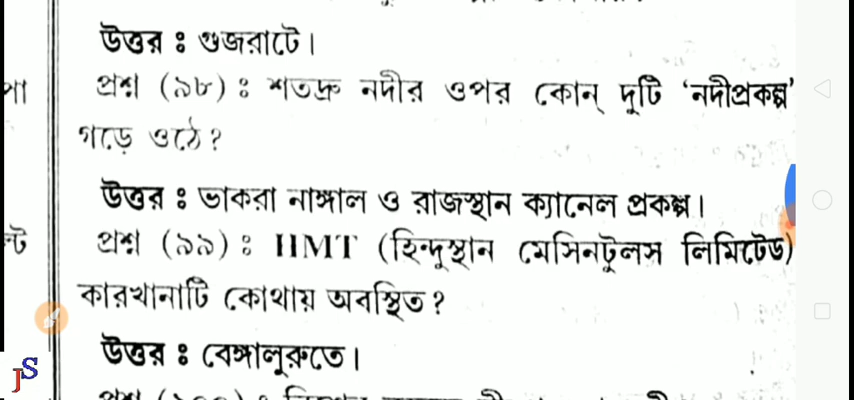 উত্তর ঃ গুজরাটে।
প্রশ্ন (৯৮) ঃ শতদ্রু নদীর ওপর কোন্ দুটি ‘নদীপ্রকল্প’
পা
গড়ে ওঠে?
উত্তর ঃ ভাকরা নাঙ্গাল ও রাজস্থান ক্যানেল প্রকল্প।
প্রশ্ন (৯৯) ঃ HMT (হিন্দুস্থান মেসিনটুলস লিমিটেড)
ল্ট
কারখানাটি কোথায় অবস্থিত?
উত্তর ঃ বেঙ্গালুরুতে।
JS